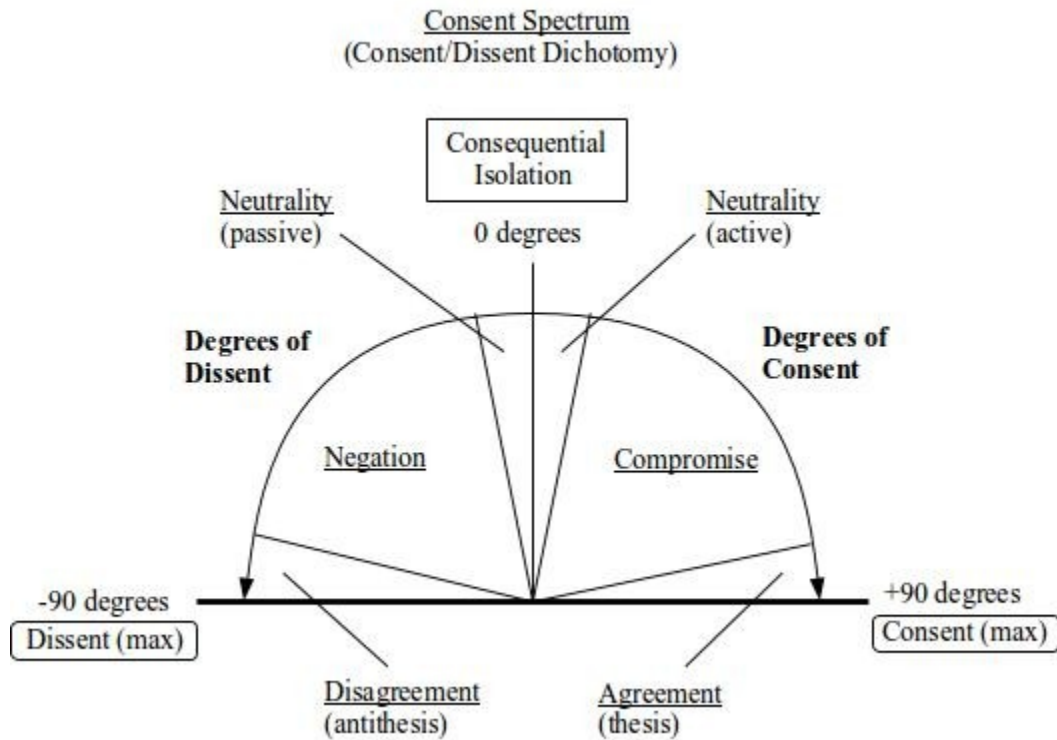 Consent Spectrum
(Consent/Dissent Dichotomy)
Consequential
Isolation
Neutrality
(passive)
0 degrees
Neutrality
(active)
Degrees of
Dissent
Degrees of
Consent
Negation
Compromise
-90 degrees
Dissent (max)
+90 degrees
Consent (max)
Disagreement
(antithesis)
Agreement
(thesis)